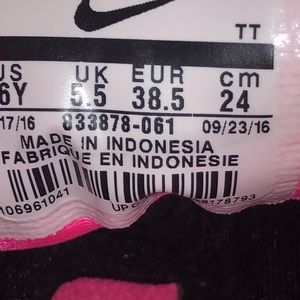 TT
US UK EUR cm
6Y 5.5 38.5 24
17/16 833878-061 09/23/16
MADE IN INDONESIA
FABRIQUE EN INDONESIE
106961041 UPC 178793